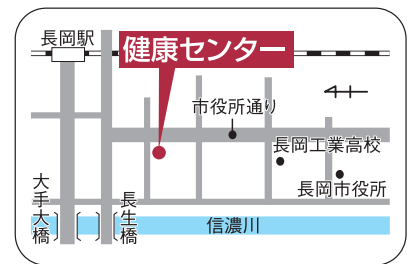 長岡駅
健康センター
市役所通り
長岡工業高校
長岡市役所
大手大橋
長生橋
信濃川